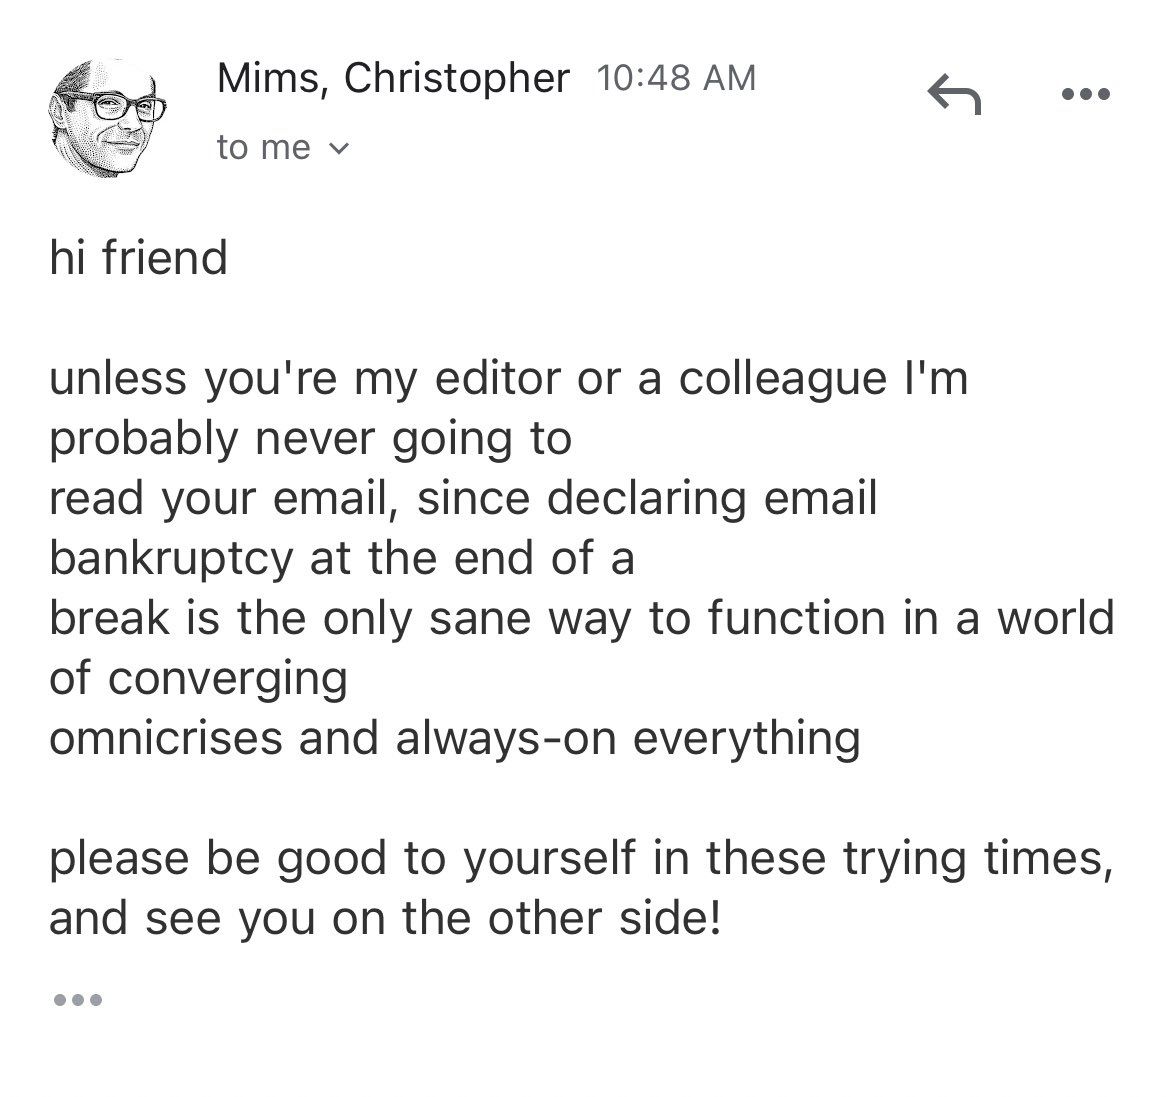 Mims, Christopher 10:48 AM
to me
hi friend
unless you're my editor or a colleague I'm
probably never going to
read your email, since declaring email
bankruptcy at the end of a
break is the only sane way to function in a world
of converging
omnicrises and always-on everything
please be good to yourself in these trying times,
and see you on the other side!